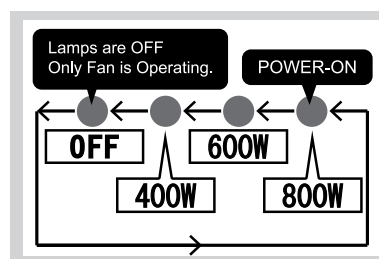 Lamps are OFF
Only Fan is Operating.
POWER-ON
OFF
600W
400W
800W